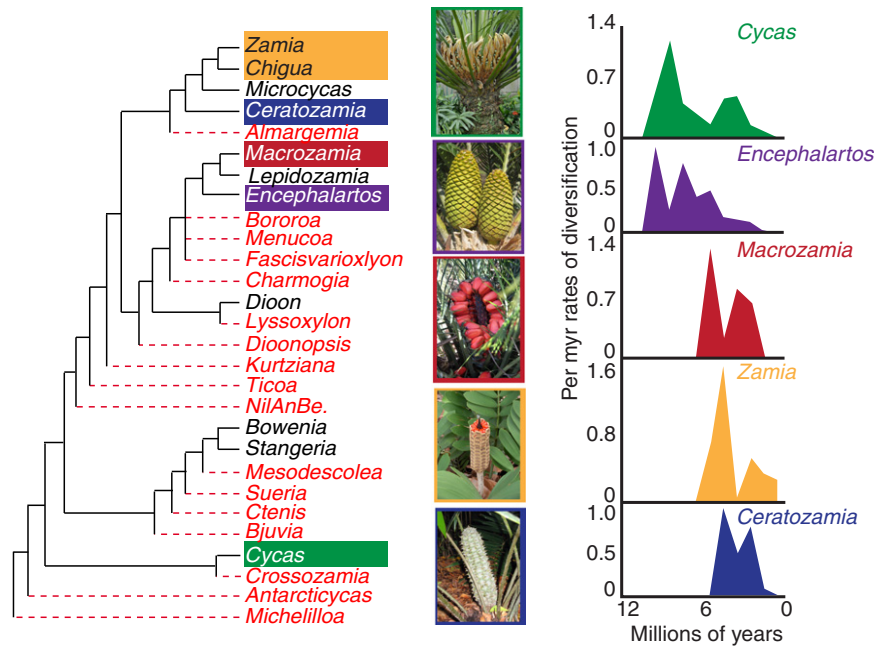 Zamia
Chigua
Microcycas
Ceratozamia
Almargemia
Macrozamia
Lepidozamia
Encephalartos
Bororoa
Menucoa
Fascisvarioxlyon
Charmogia
Dioon
Lyssoxylon
Dioonopsis
Kurtziana
Ticoa
NilAnBe.
Bowenia
Stangeria
Mesodescolea
Sueria
Ctenis
Bjuvia
Cycas
Crossozamia
Antarcticycas
Michelilloa
Per myr rates of diversification
1.4
0.7
0
Cycas
1.0
0.5
0
Encephalartos
1.4
0.7
0
Macrozamia
1.6
0.8
0
Zamia
1.0
0.5
0
Ceratozamia
12 6 0
Millions of years